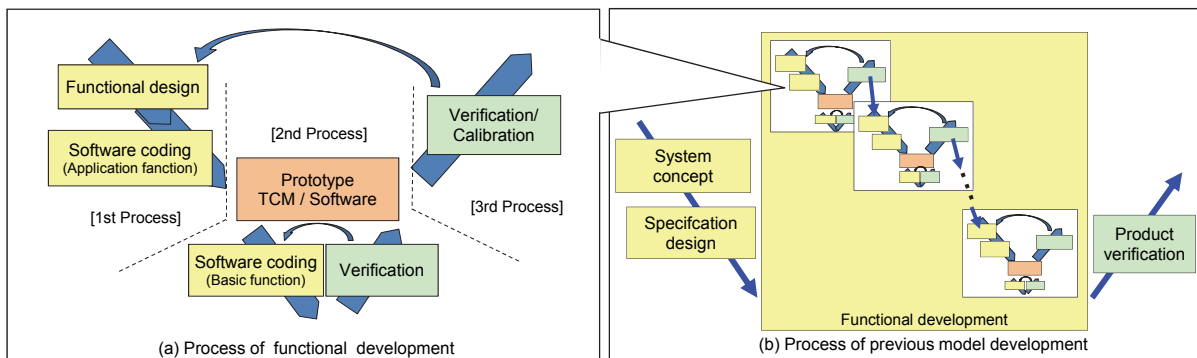 Functional design
Software coding
(Application fanction)
[1st Process]
[2nd Process]
Prototype
TCM / Software
Software coding
(Basic function)
Verification
Verification/
Calibration
[3rd Process]
(a) Process of functional development
System
concept
Specifcation
design
Functional development
Product
verification
(b) Process of previous model development